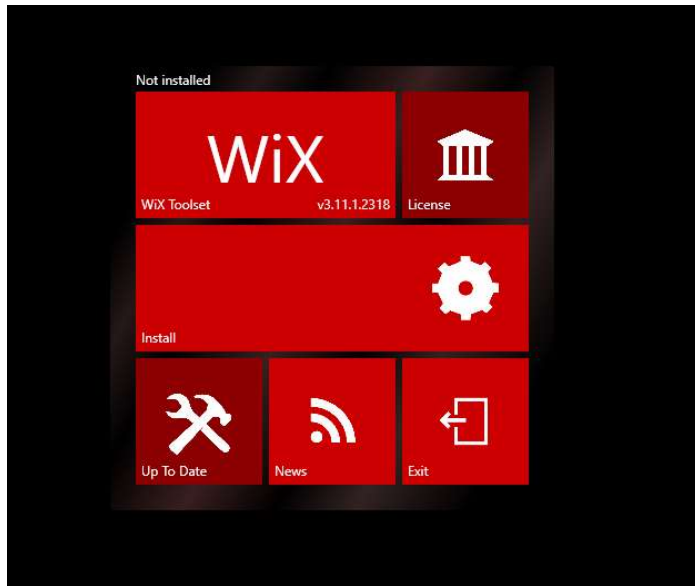 Not installed
WiX
WiX Toolset v3.11.1.2318
License
Install
Up To Date
News
Exit